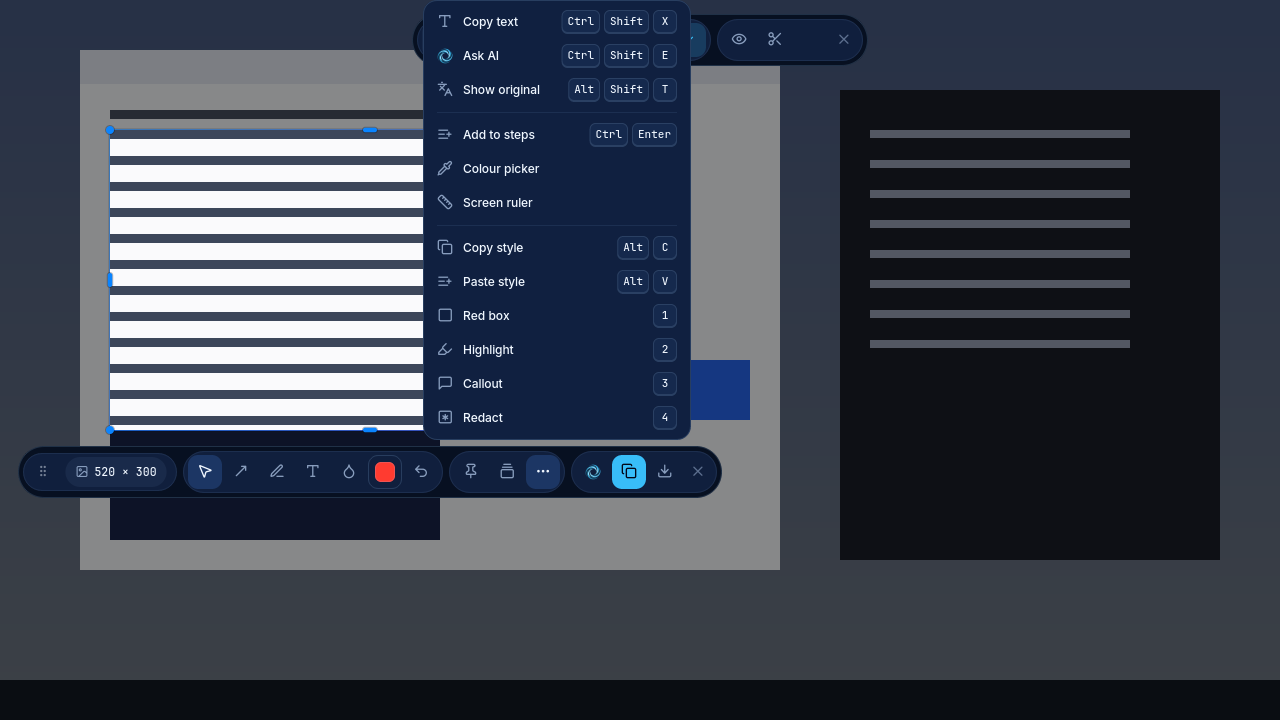 Copy text Ctrl Shift X
Ask AI Ctrl Shift E
Show original Alt Shift T
Add to steps Ctrl Enter
Colour picker
Screen ruler
Copy style Alt C
Paste style Alt V
Red box 1
Highlight 2
Callout 3
Redact 4
520 × 300